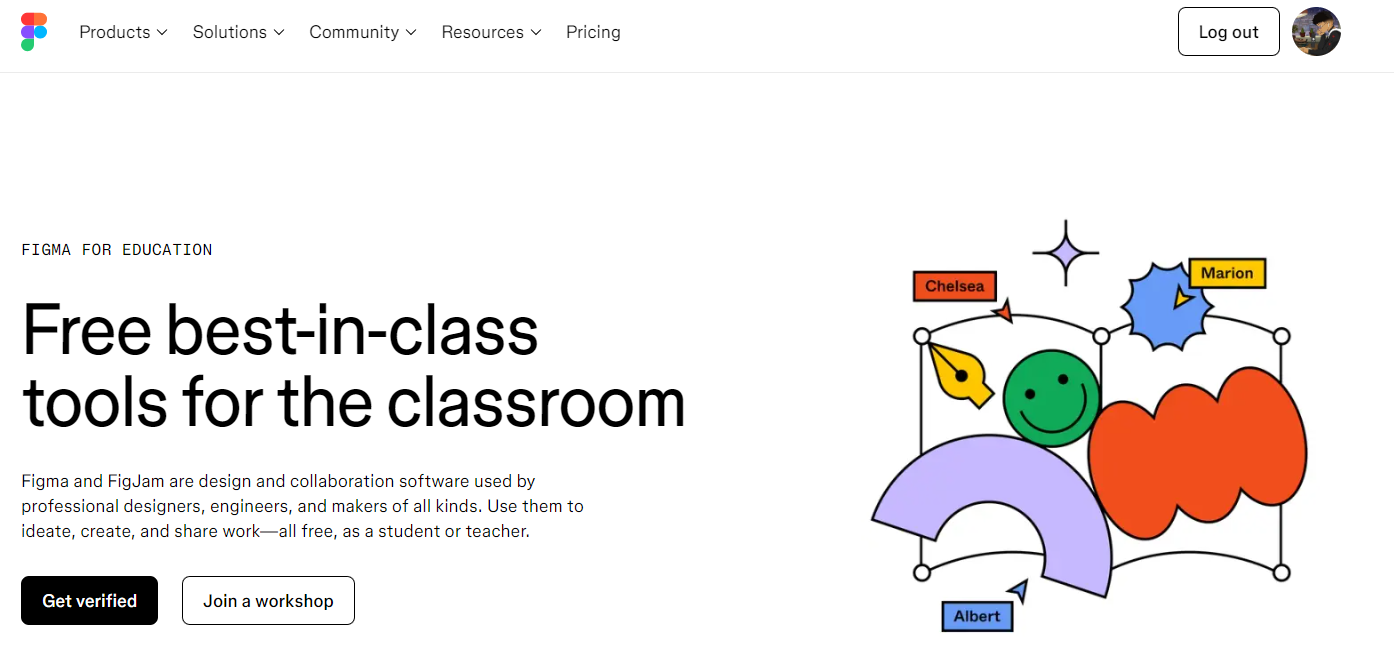 Products Solutions Community Resources Pricing Log out
FIGMA FOR EDUCATION
Free best-in-class
tools for the classroom
Figma and FigJam are design and collaboration software used by
professional designers, engineers, and makers of all kinds. Use them to
ideate, create, and share work—all free, as a student or teacher.
Get verified Join a workshop
Chelsea
Marion
Albert